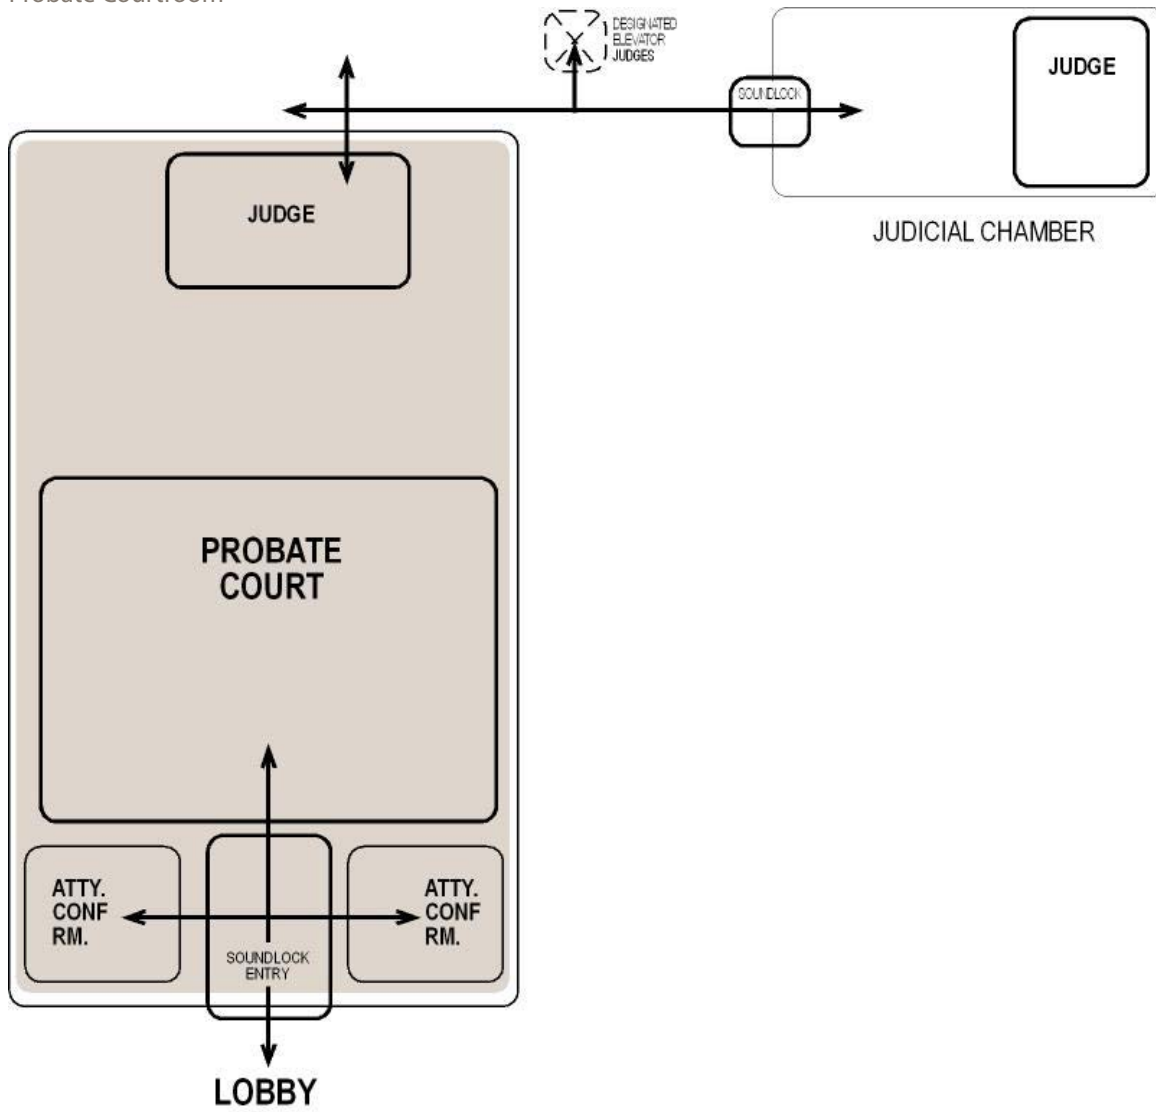 Probate Courtroom
DESIGNATED
ELEVATOR
JUDGES
SOUNDLOCK
JUDGE
JUDICIAL CHAMBER
JUDGE
PROBATE
COURT
ATTY.
CONF
RM.
ATTY.
CONF
RM.
SOUNDLOCK
ENTRY
LOBBY